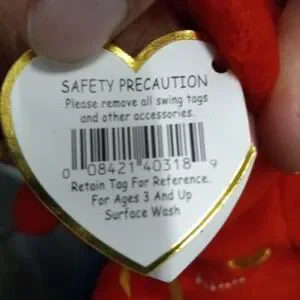 SAFETY PRECAUTION
Please remove all swing tags
and other accessories.
0 08421 40318 9
Retain Tag For Reference.
For Ages 3 And Up
Surface Wash